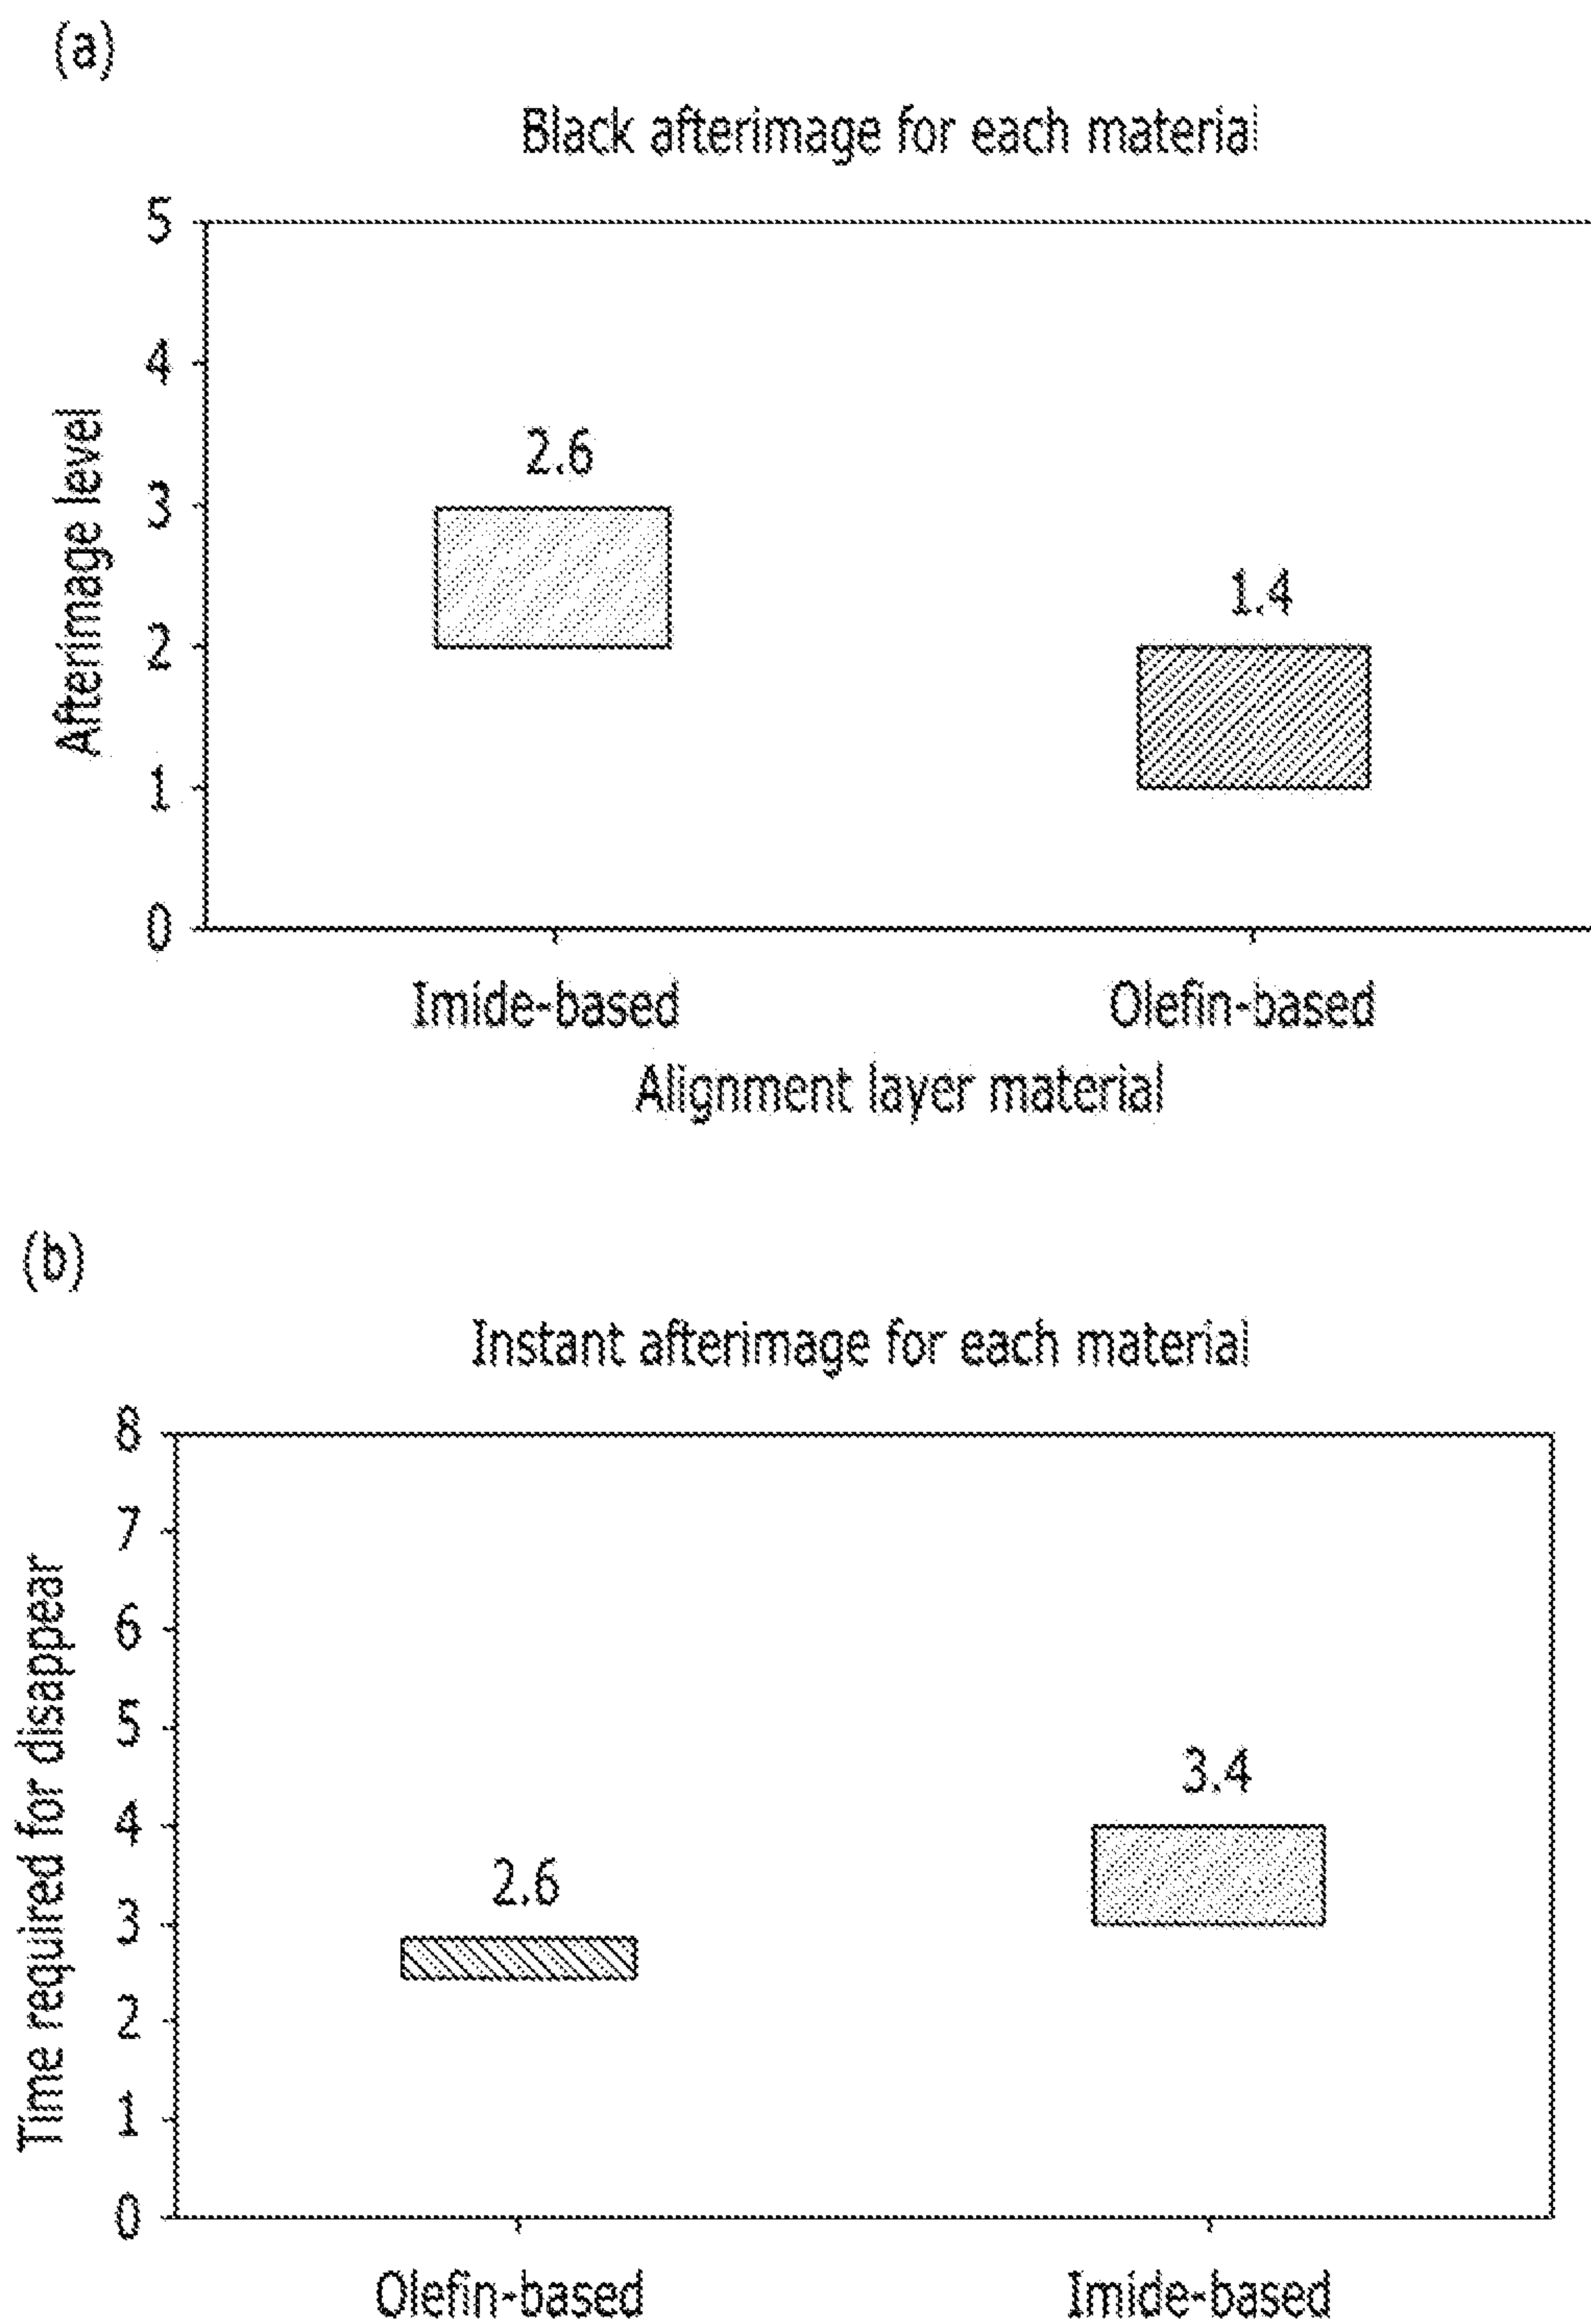 (a)
Black afterimage for each material
5
4
3
2
1
0
Afterimage level
2.6
1.4
Imide-based Olefin-based
Alignment layer material
(b)
Instant afterimage for each material
8
7
6
5
4
3
2
1
0
Time required for disappear
2.6
3.4
Olefin-based Imide-based